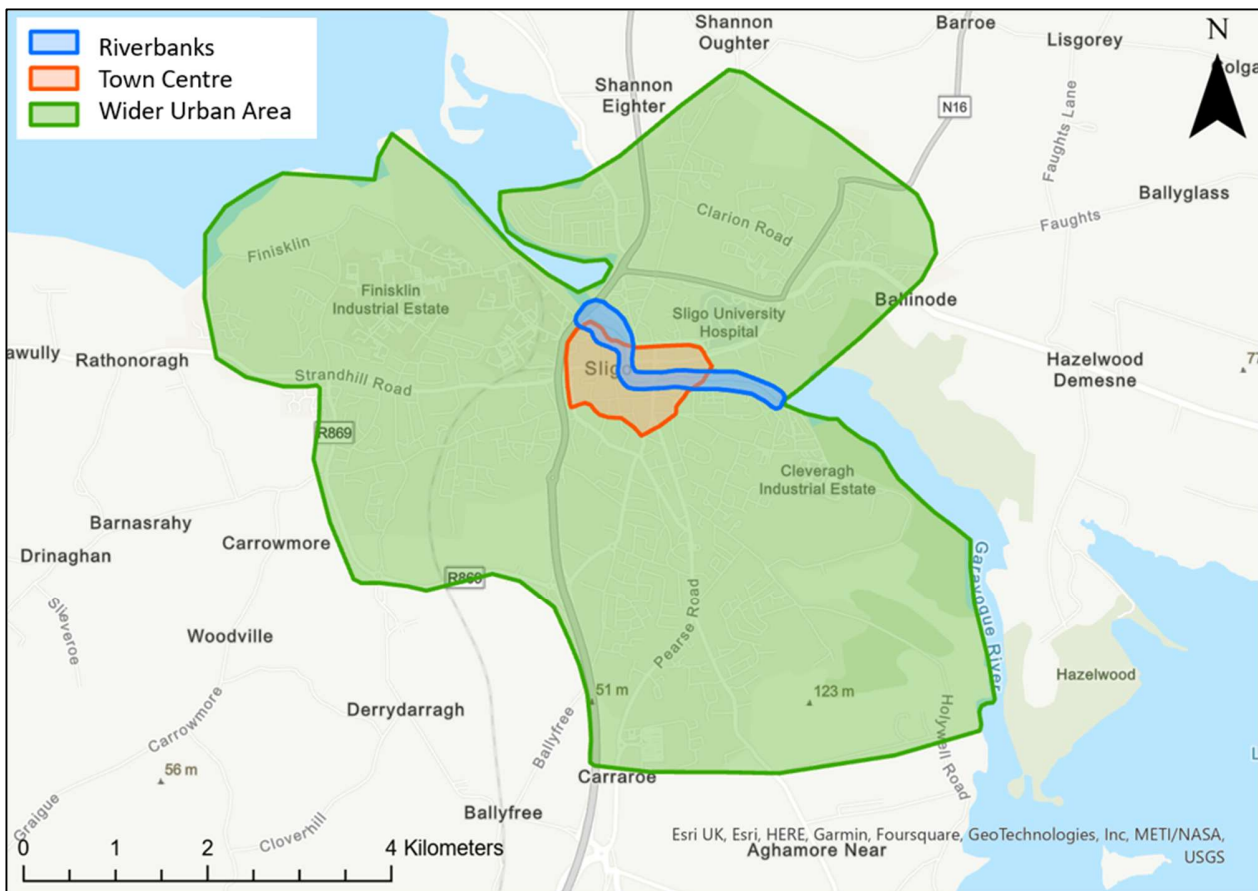 Riverbanks
Town Centre
Wider Urban Area
Shannon
Oughter
Barroe
Lisgorey
N
Shannon
Eighter
N16
Faughts Lane
Ballyglass
Faughts
Clarion Road
Finisklin
Finisklin
Industrial Estate
Sligo University
Hospital
Ballinode
Rathonoragh
Strandhill Road
Hazelwood
Demesne
R869
Cleveragh
Industrial Estate
Barnasrahy
Drinaghan
Carrowmore
R869
Garavogue River
Woodville
Pearse Road
Hazelwood
51 m
123 m
Derrydarragh
Holywell Road
Carrowmore
Ballyfree
56 m
Carraroe
Ballyfree
Graigue
Cloverhill
0 1 2 4 Kilometers
Esri UK, Esri, HERE, Garmin, Foursquare, GeoTechnologies, Inc, METI/NASA,
USGS
Aghamore Near